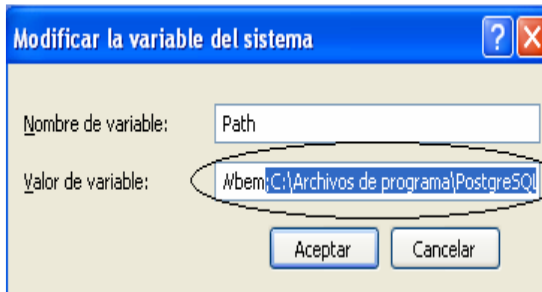 Modificar la variable del sistema
Nombre de variable: Path
Valor de variable: Wbem;C:\Archivos de programa\PostgreSQL
Aceptar Cancelar